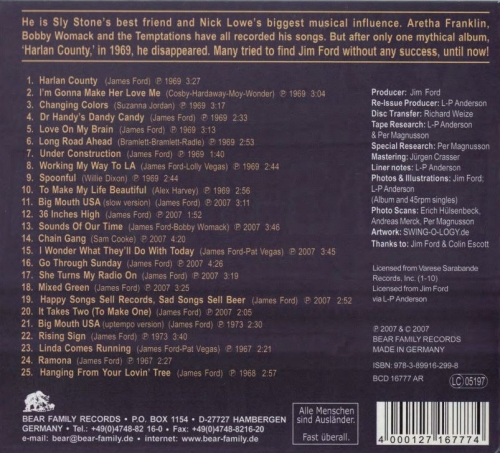 He is Sly Stone's best friend and Nick Lowe's biggest musical influence. Aretha Franklin,
Bobby Womack and the Temptations have all recorded his songs. But after only one mythical album,
'Harlan County,' in 1969, he disappeared. Many tried to find Jim Ford without any success, until now!
1. Harlan County (James Ford) ℗ 1969 3:27
2. I'm Gonna Make Her Love Me (Cosby-Hardaway-Moy-Wonder) ℗ 1969 3:04
3. Changing Colors (Suzanna Jordan) ℗ 1969 3:17
4. Dr Handy's Dandy Candy (James Ford) ℗ 1969 2:33
5. Love On My Brain (James Ford) ℗ 1969 3:13
6. Long Road Ahead (Bramlett-Bramlett-Radle) ℗ 1969 2:53
7. Under Construction (James Ford) ℗ 1969 1:40
8. Working My Way To LA (James Ford-Lolly Vegas) ℗ 1969 2:44
9. Spoonful (Willie Dixon) ℗ 1969 2:44
10. To Make My Life Beautiful (Alex Harvey) ℗ 1969 2:56
11. Big Mouth USA (slow version) (James Ford) ℗ 2007 2:51
12. 36 Inches High (James Ford) ℗ 2007 1:52
13. Sounds Of Our Time (James Ford-Bobby Womack) ℗ 2007 3:34
14. Chain Gang (Sam Cooke) ℗ 2007 4:20
15. I Wonder What They'll Do With Today (James Ford-Pat Vegas) ℗ 2007 3:45
16. Go Through Sunday (James Ford) ℗ 2007 4:26
17. She Turns My Radio On (James Ford) ℗ 2007 3:19
18. Mixed Green (James Ford) ℗ 2007 3:25
19. Happy Songs Sell Records, Sad Songs Sell Beer (James Ford) ℗ 2007 2:52
20. It Takes Two (To Make One) (James Ford) ℗ 2007 2:05
21. Big Mouth USA (uptempo version) (James Ford) ℗ 1973 2:30
22. Rising Sign (James Ford) ℗ 1973 3:40
23. Linda Comes Running (James Ford-Pat Vegas) ℗ 1967 2:21
24. Ramona (James Ford) ℗ 1967 2:27
25. Hanging From Your Lovin' Tree (James Ford) ℗ 1968 2:57
Producer: Jim Ford
Re-Issue Producer: L-P Anderson
Disc Transfer: Richard Weize
Tape Research: L-P Anderson
& Per Magnusson
Special Research: Per Magnusson
Mastering: Jürgen Crasser
Liner notes: L-P Anderson
Photos & Illustrations: Jim Ford;
L-P Anderson
(Album and 45rpm singles)
Photo Scans: Erich Hülsenbeck,
Andreas Merck, Per Magnusson
Artwork: SWING-O-LOGY.de
Thanks to: Jim Ford & Colin Escott
Licensed from Varese Sarabande
Records, Inc. (1-10)
Licensed from Jim Ford
via L-P Anderson
℗ 2007 & © 2007
BEAR FAMILY RECORDS
MADE IN GERMANY
ISBN: 978-3-89916-299-8
BCD 16777 AR
LC 05197
BEAR FAMILY RECORDS • P.O. BOX 1154 • D-27727 HAMBERGEN
GERMANY • Tel.: +49(0)4748-82 16-0 • Fax: +49(0)4748-8216-20
e-mail: bear@bear-family.de • internet: www.bear-family.de
Alle Menschen
sind Ausländer.
Fast überall.
4 000127 167774